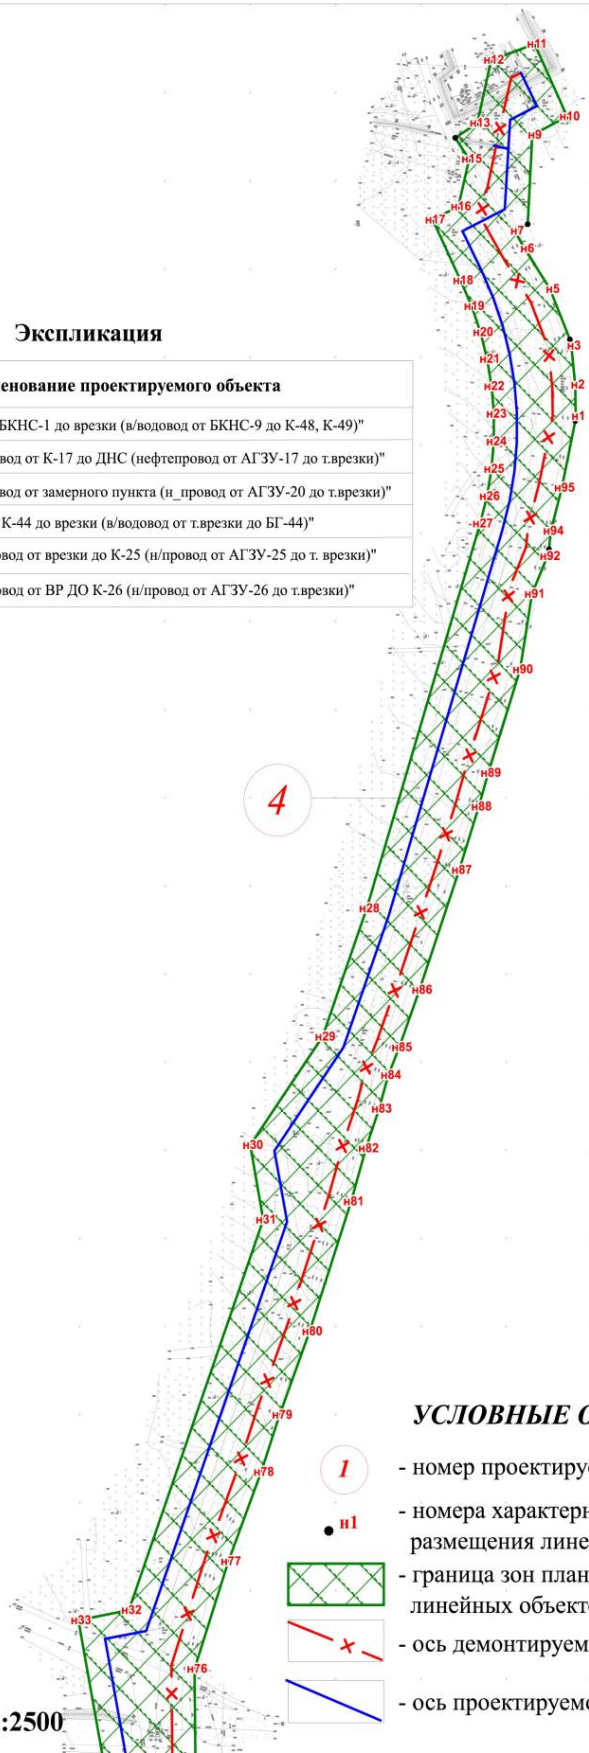 н11
н12
н10
н13
н9
н15
н16
н17
н7
н6
н18
н5
н19
н20
н3
н21
н22
н2
н23
н1
н24
н25
н95
н26
н27
н94
н92
н91
н90
н89
н88
н87
н28
н86
н29
н85
н84
н83
н30
н82
н81
н31
н80
н79
н78
н77
н32
н33
н76
Экспликация
енование проектируемого объекта
БКНС-1 до врезки (в/водовод от БКНС-9 до К-48, К-49)"
вод от К-17 до ДНС (нефтепровод от АГЗУ-17 до т.врезки)"
вод от замерного пункта (н_провод от АГЗУ-20 до т.врезки)"
К-44 до врезки (в/водовод от т.врезки до БГ-44)"
овод от врезки до К-25 (н/провод от АГЗУ-25 до т. врезки)"
вод от ВР ДО К-26 (н/провод от АГЗУ-26 до т.врезки)"
4
УСЛОВНЫЕ О
1 - номер проектируе
н1 - номера характерн
размещения лине
- граница зон план
линейных объект
- ось демонтируем
- ось проектируемо
:2500